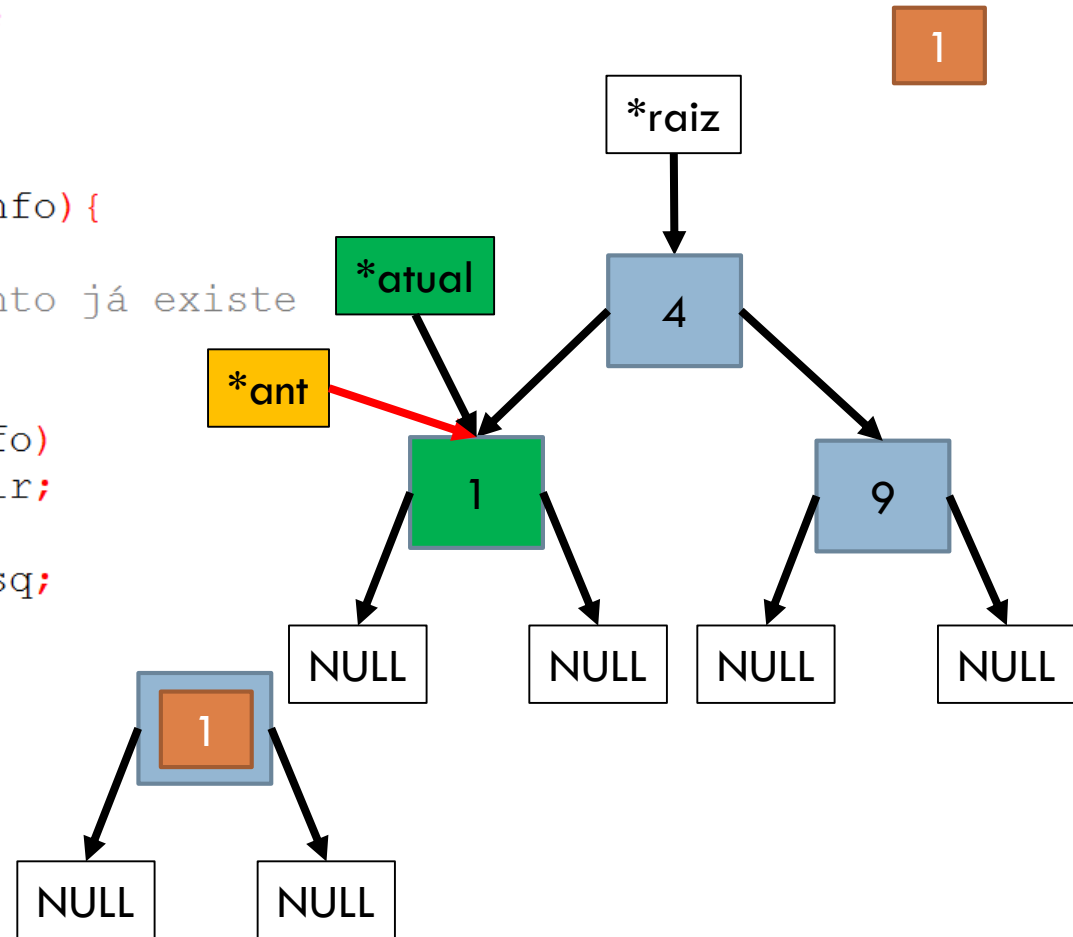 1
*raiz
nfo){
*atual
nto já existe
4
*ant
fo)
ir;
1
9
sq;
NULL
NULL
NULL
NULL
1
NULL
NULL